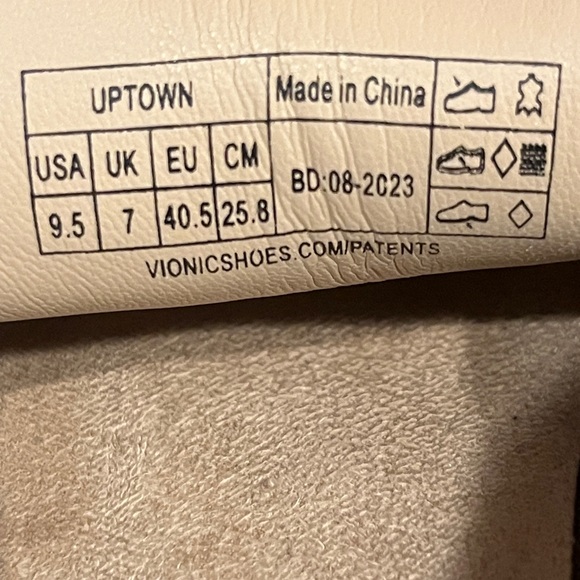 UPTOWN Made in China
USA UK EU CM
BD:08-2023
9.5 7 40.5 25.8
VIONICSHOES.COM/PATENTS